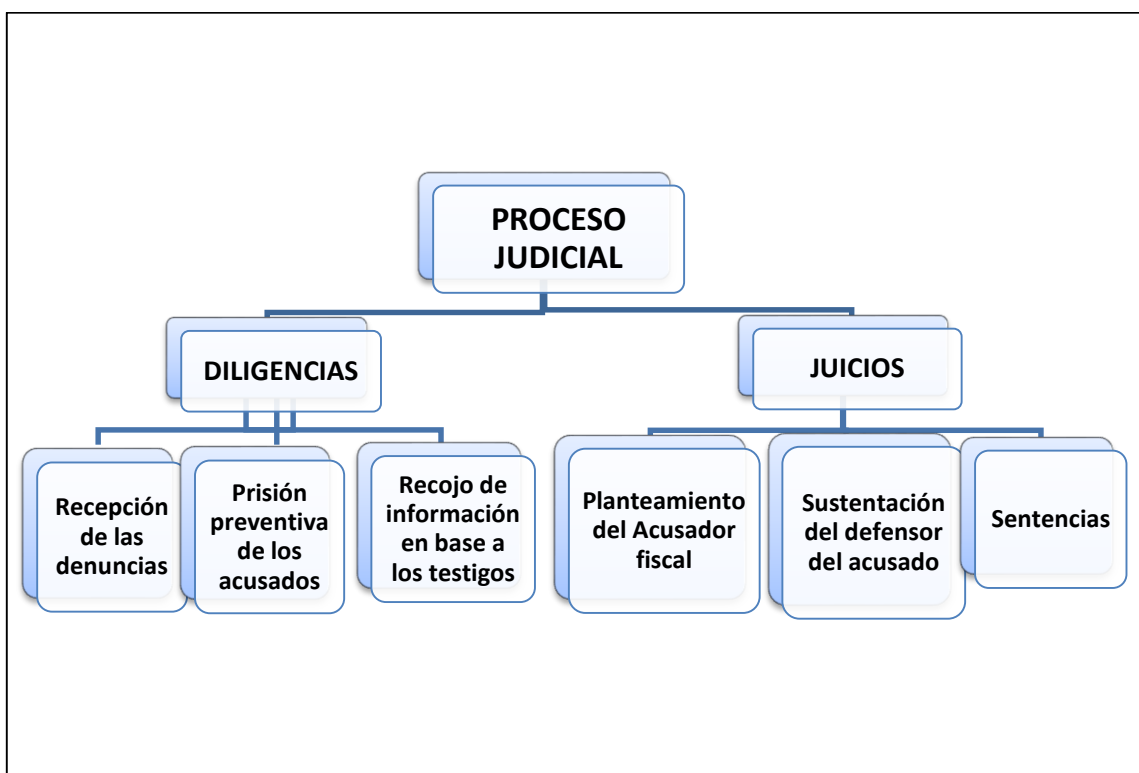 PROCESO
JUDICIAL
DILIGENCIAS
JUICIOS
Recepción
de las
denuncias
Prisión
preventiva
de los
acusados
Recojo de
información
en base a
los testigos
Planteamiento
del Acusador
fiscal
Sustentación
del defensor
del acusado
Sentencias